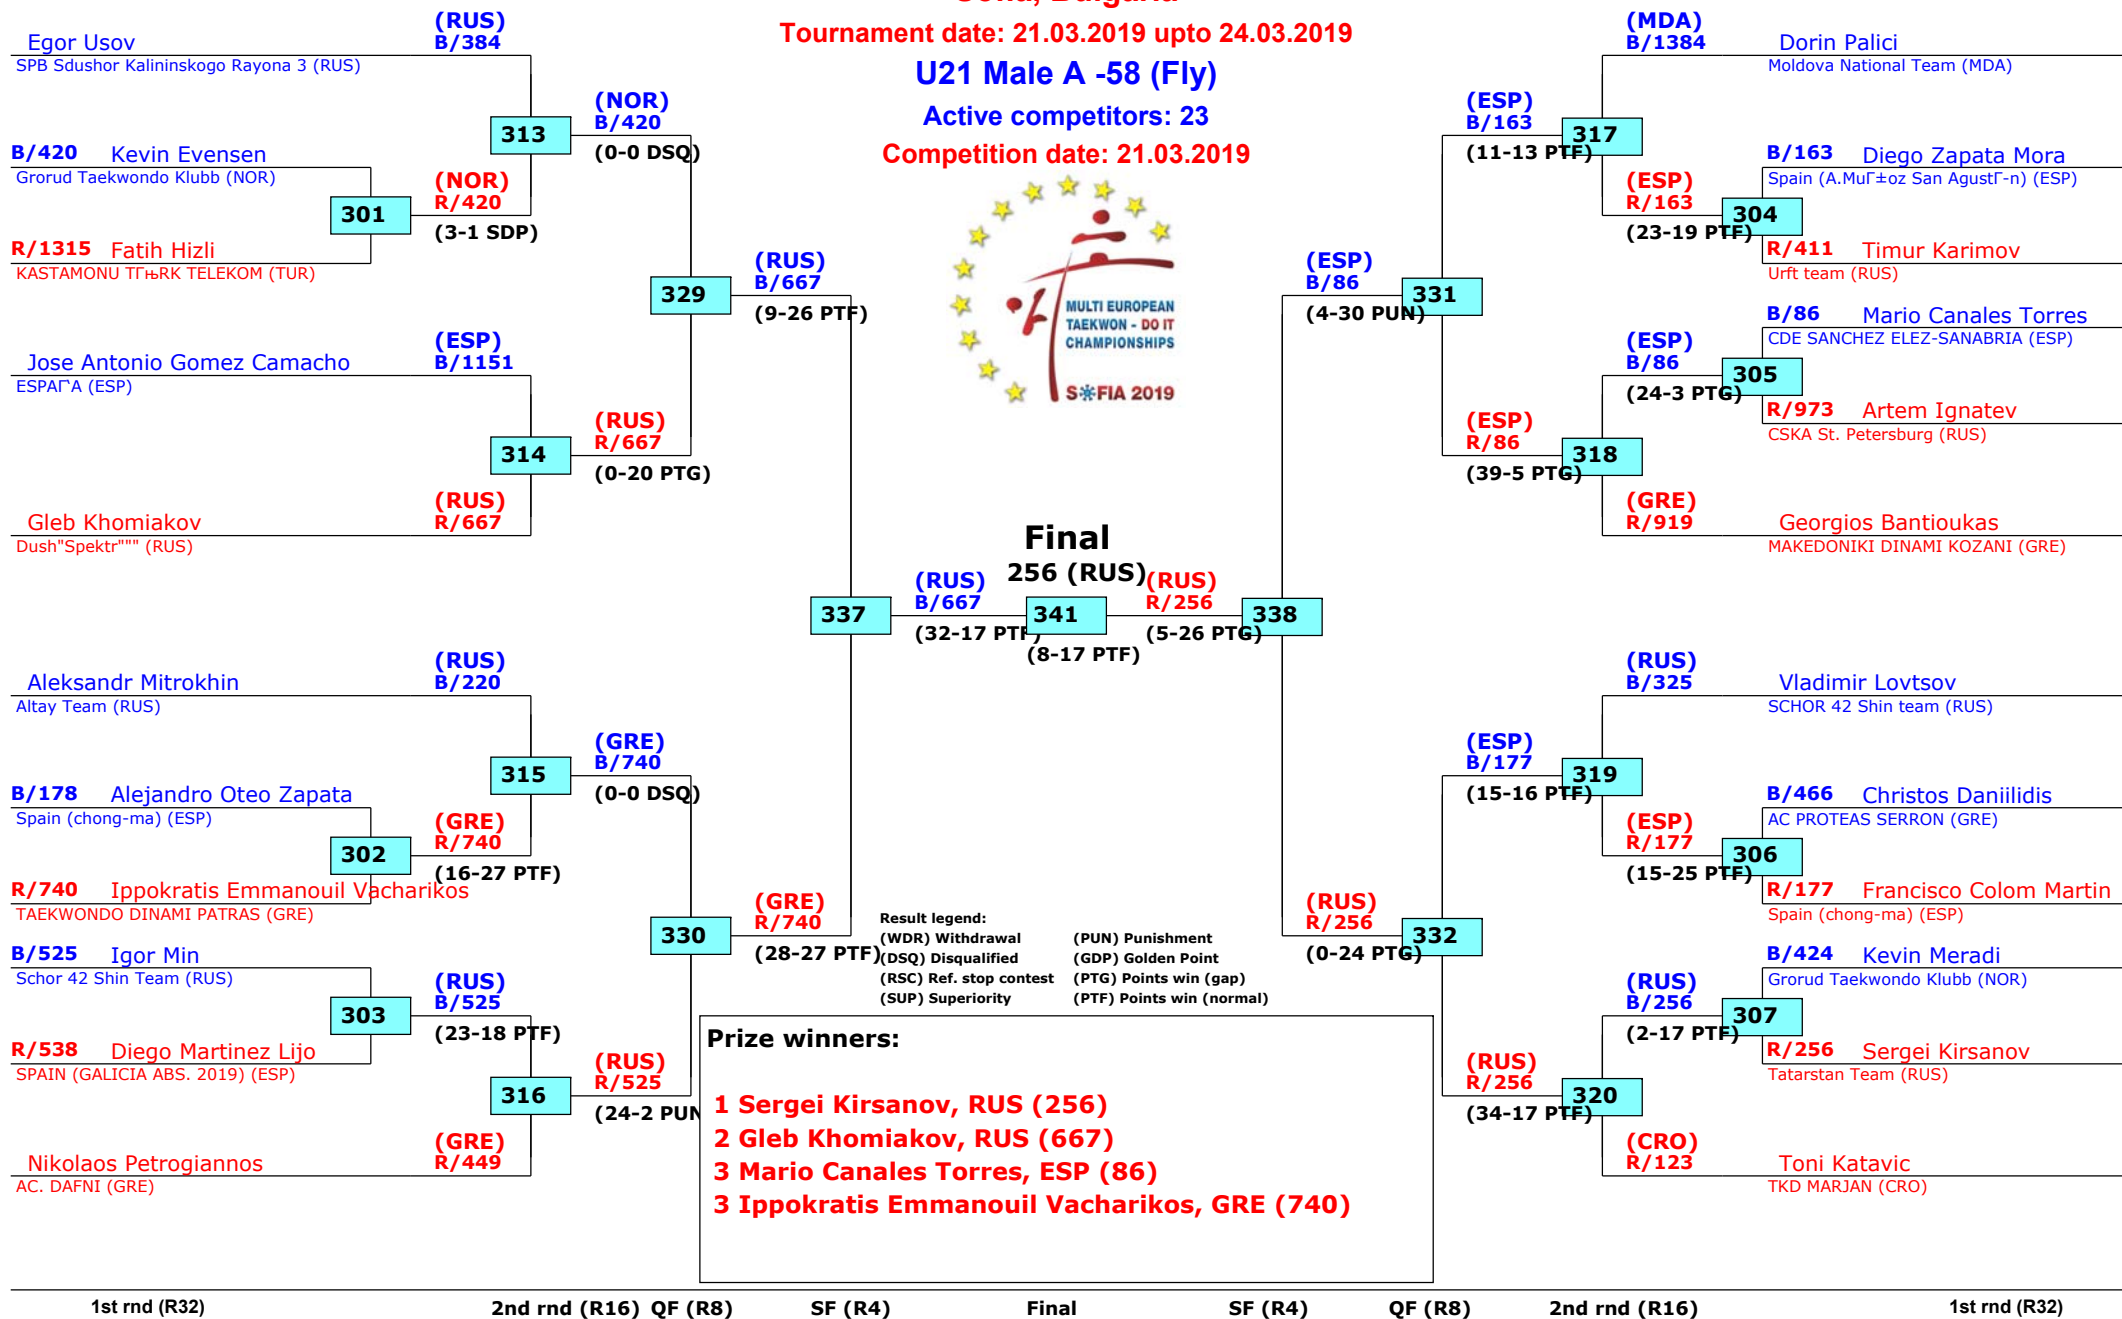 Sofia, Bulgaria
Tournament date: 21.03.2019 upto 24.03.2019
U21 Male A -58 (Fly)
Active competitors: 23
Competition date: 21.03.2019
MULTI EUROPEAN
TAEKWON - DO IT
CHAMPIONSHIPS
S FIA 2019
(RUS)
Egor Usov B/384
SPB Sdushor Kalininskogo Rayona 3 (RUS)
(NOR)
B/420
313
(0-0 DSQ)
B/420 Kevin Evensen
Grorud Taekwondo Klubb (NOR)
(NOR)
R/420
301
(3-1 SDP)
R/1315 Fatih Hizli
KASTAMONU TГњRK TELEKOM (TUR)
(RUS)
B/667
329
(9-26 PTF)
(ESP)
Jose Antonio Gomez Camacho B/1151
ESPAГ'A (ESP)
(RUS)
R/667
314
(0-20 PTG)
(RUS)
Gleb Khomiakov R/667
Dush"Spektr""" (RUS)
(RUS)
B/667
337
(32-17 PTF)
(RUS)
Aleksandr Mitrokhin B/220
Altay Team (RUS)
(GRE)
B/740
315
(0-0 DSQ)
B/178 Alejandro Oteo Zapata
Spain (chong-ma) (ESP)
(GRE)
R/740
302
(16-27 PTF)
R/740 Ippokratis Emmanouil Vacharikos
TAEKWONDO DINAMI PATRAS (GRE)
(GRE)
R/740
330
(28-27 PTF)
B/525 Igor Min
Schor 42 Shin Team (RUS)
(RUS)
B/525
303
(23-18 PTF)
R/538 Diego Martinez Lijo
SPAIN (GALICIA ABS. 2019) (ESP)
(RUS)
R/525
316
(24-2 PUN
(GRE)
Nikolaos Petrogiannos R/449
AC. DAFNI (GRE)
Final
256 (RUS)
341
(8-17 PTF)
(RUS)
R/256
338
(5-26 PTG)
(MDA)
B/1384 Dorin Palici
Moldova National Team (MDA)
(ESP)
B/163
317
(11-13 PTF)
B/163 Diego Zapata Mora
Spain (A.MuГ±oz San AgustГ-n) (ESP)
(ESP)
R/163
304
(23-19 PTF)
R/411 Timur Karimov
Urft team (RUS)
(ESP)
B/86
331
(4-30 PUN)
B/86 Mario Canales Torres
CDE SANCHEZ ELEZ-SANABRIA (ESP)
(ESP)
B/86
305
(24-3 PTG)
R/973 Artem Ignatev
CSKA St. Petersburg (RUS)
(ESP)
R/86
318
(39-5 PTG)
(GRE)
R/919 Georgios Bantioukas
MAKEDONIKI DINAMI KOZANI (GRE)
(RUS)
B/325 Vladimir Lovtsov
SCHOR 42 Shin team (RUS)
(ESP)
B/177
319
(15-16 PTF)
B/466 Christos Daniilidis
AC PROTEAS SERRON (GRE)
(ESP)
R/177
306
(15-25 PTF)
R/177 Francisco Colom Martin
Spain (chong-ma) (ESP)
(RUS)
R/256
332
(0-24 PTG)
B/424 Kevin Meradi
Grorud Taekwondo Klubb (NOR)
(RUS)
B/256
307
(2-17 PTF)
R/256 Sergei Kirsanov
Tatarstan Team (RUS)
(RUS)
R/256
320
(34-17 PTF)
(CRO)
R/123 Toni Katavic
TKD MARJAN (CRO)
Result legend:
(WDR) Withdrawal (PUN) Punishment
(DSQ) Disqualified (GDP) Golden Point
(RSC) Ref. stop contest (PTG) Points win (gap)
(SUP) Superiority (PTF) Points win (normal)
Prize winners:
1 Sergei Kirsanov, RUS (256)
2 Gleb Khomiakov, RUS (667)
3 Mario Canales Torres, ESP (86)
3 Ippokratis Emmanouil Vacharikos, GRE (740)
1st rnd (R32) 2nd rnd (R16) QF (R8) SF (R4) Final SF (R4) QF (R8) 2nd rnd (R16) 1st rnd (R32)